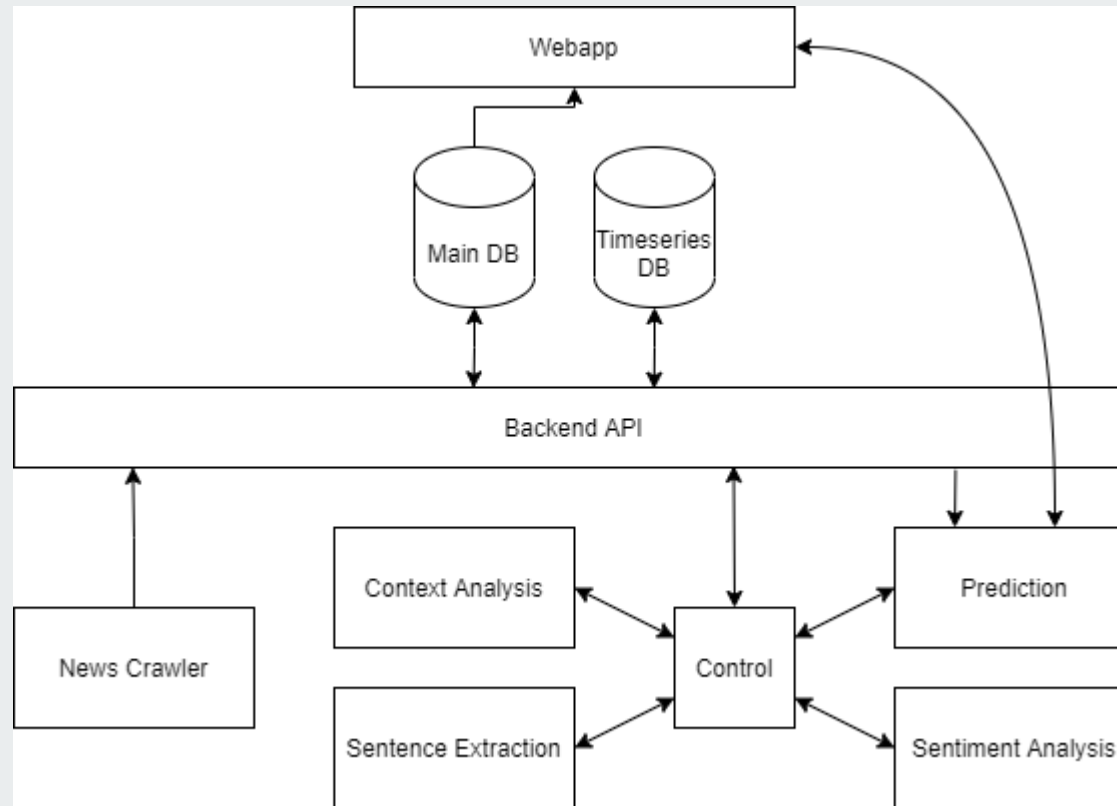 Webapp
Main DB
Timeseries
DB
Backend API
Context Analysis
Prediction
News Crawler
Control
Sentence Extraction
Sentiment Analysis